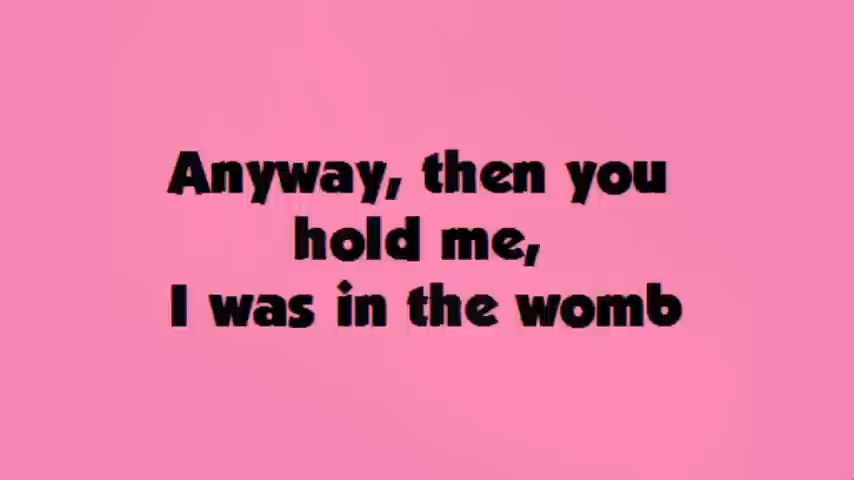 Anyway, then you
hold me,
I was in the womb